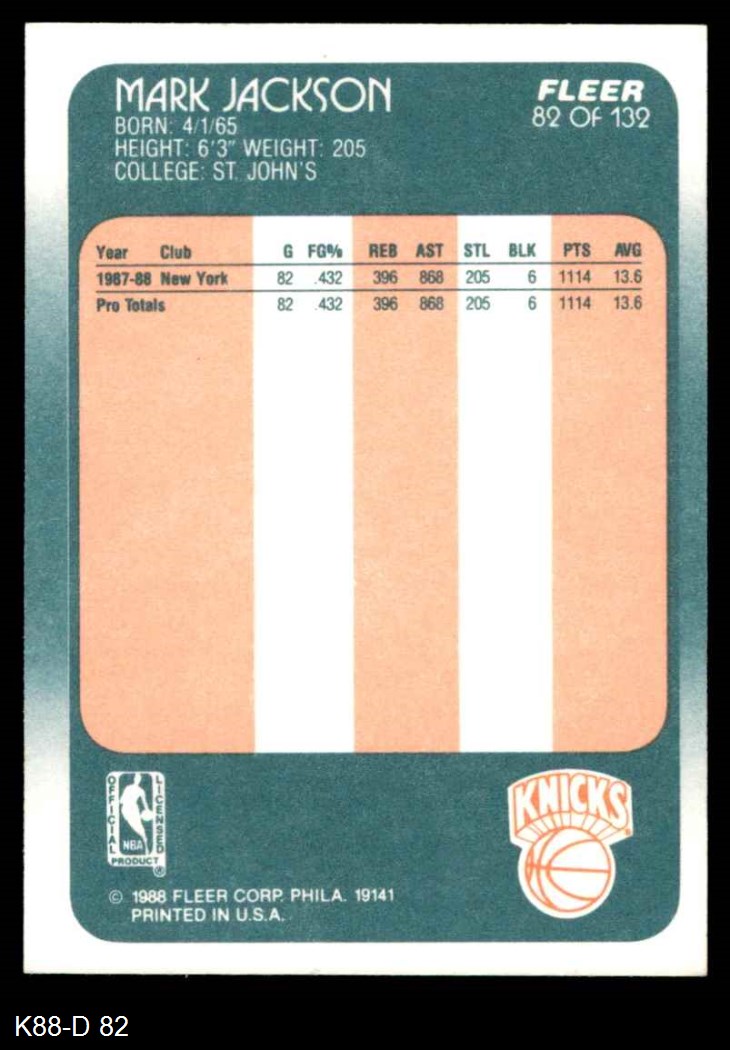 MARK JACKSON
BORN: 4/1/65
HEIGHT: 6'3" WEIGHT: 205
COLLEGE: ST. JOHN'S
FLEER
82 OF 132
Year Club G FG% REB AST STL BLK PTS AVG
1987-88 New York 82 .432 396 868 205 6 1114 13.6
Pro Totals 82 .432 396 868 205 6 1114 13.6
OFFICIAL LICENSED
NBA
PRODUCT
®
KNICKS
© 1988 FLEER CORP. PHILA. 19141
PRINTED IN U.S.A.
K88-D 82